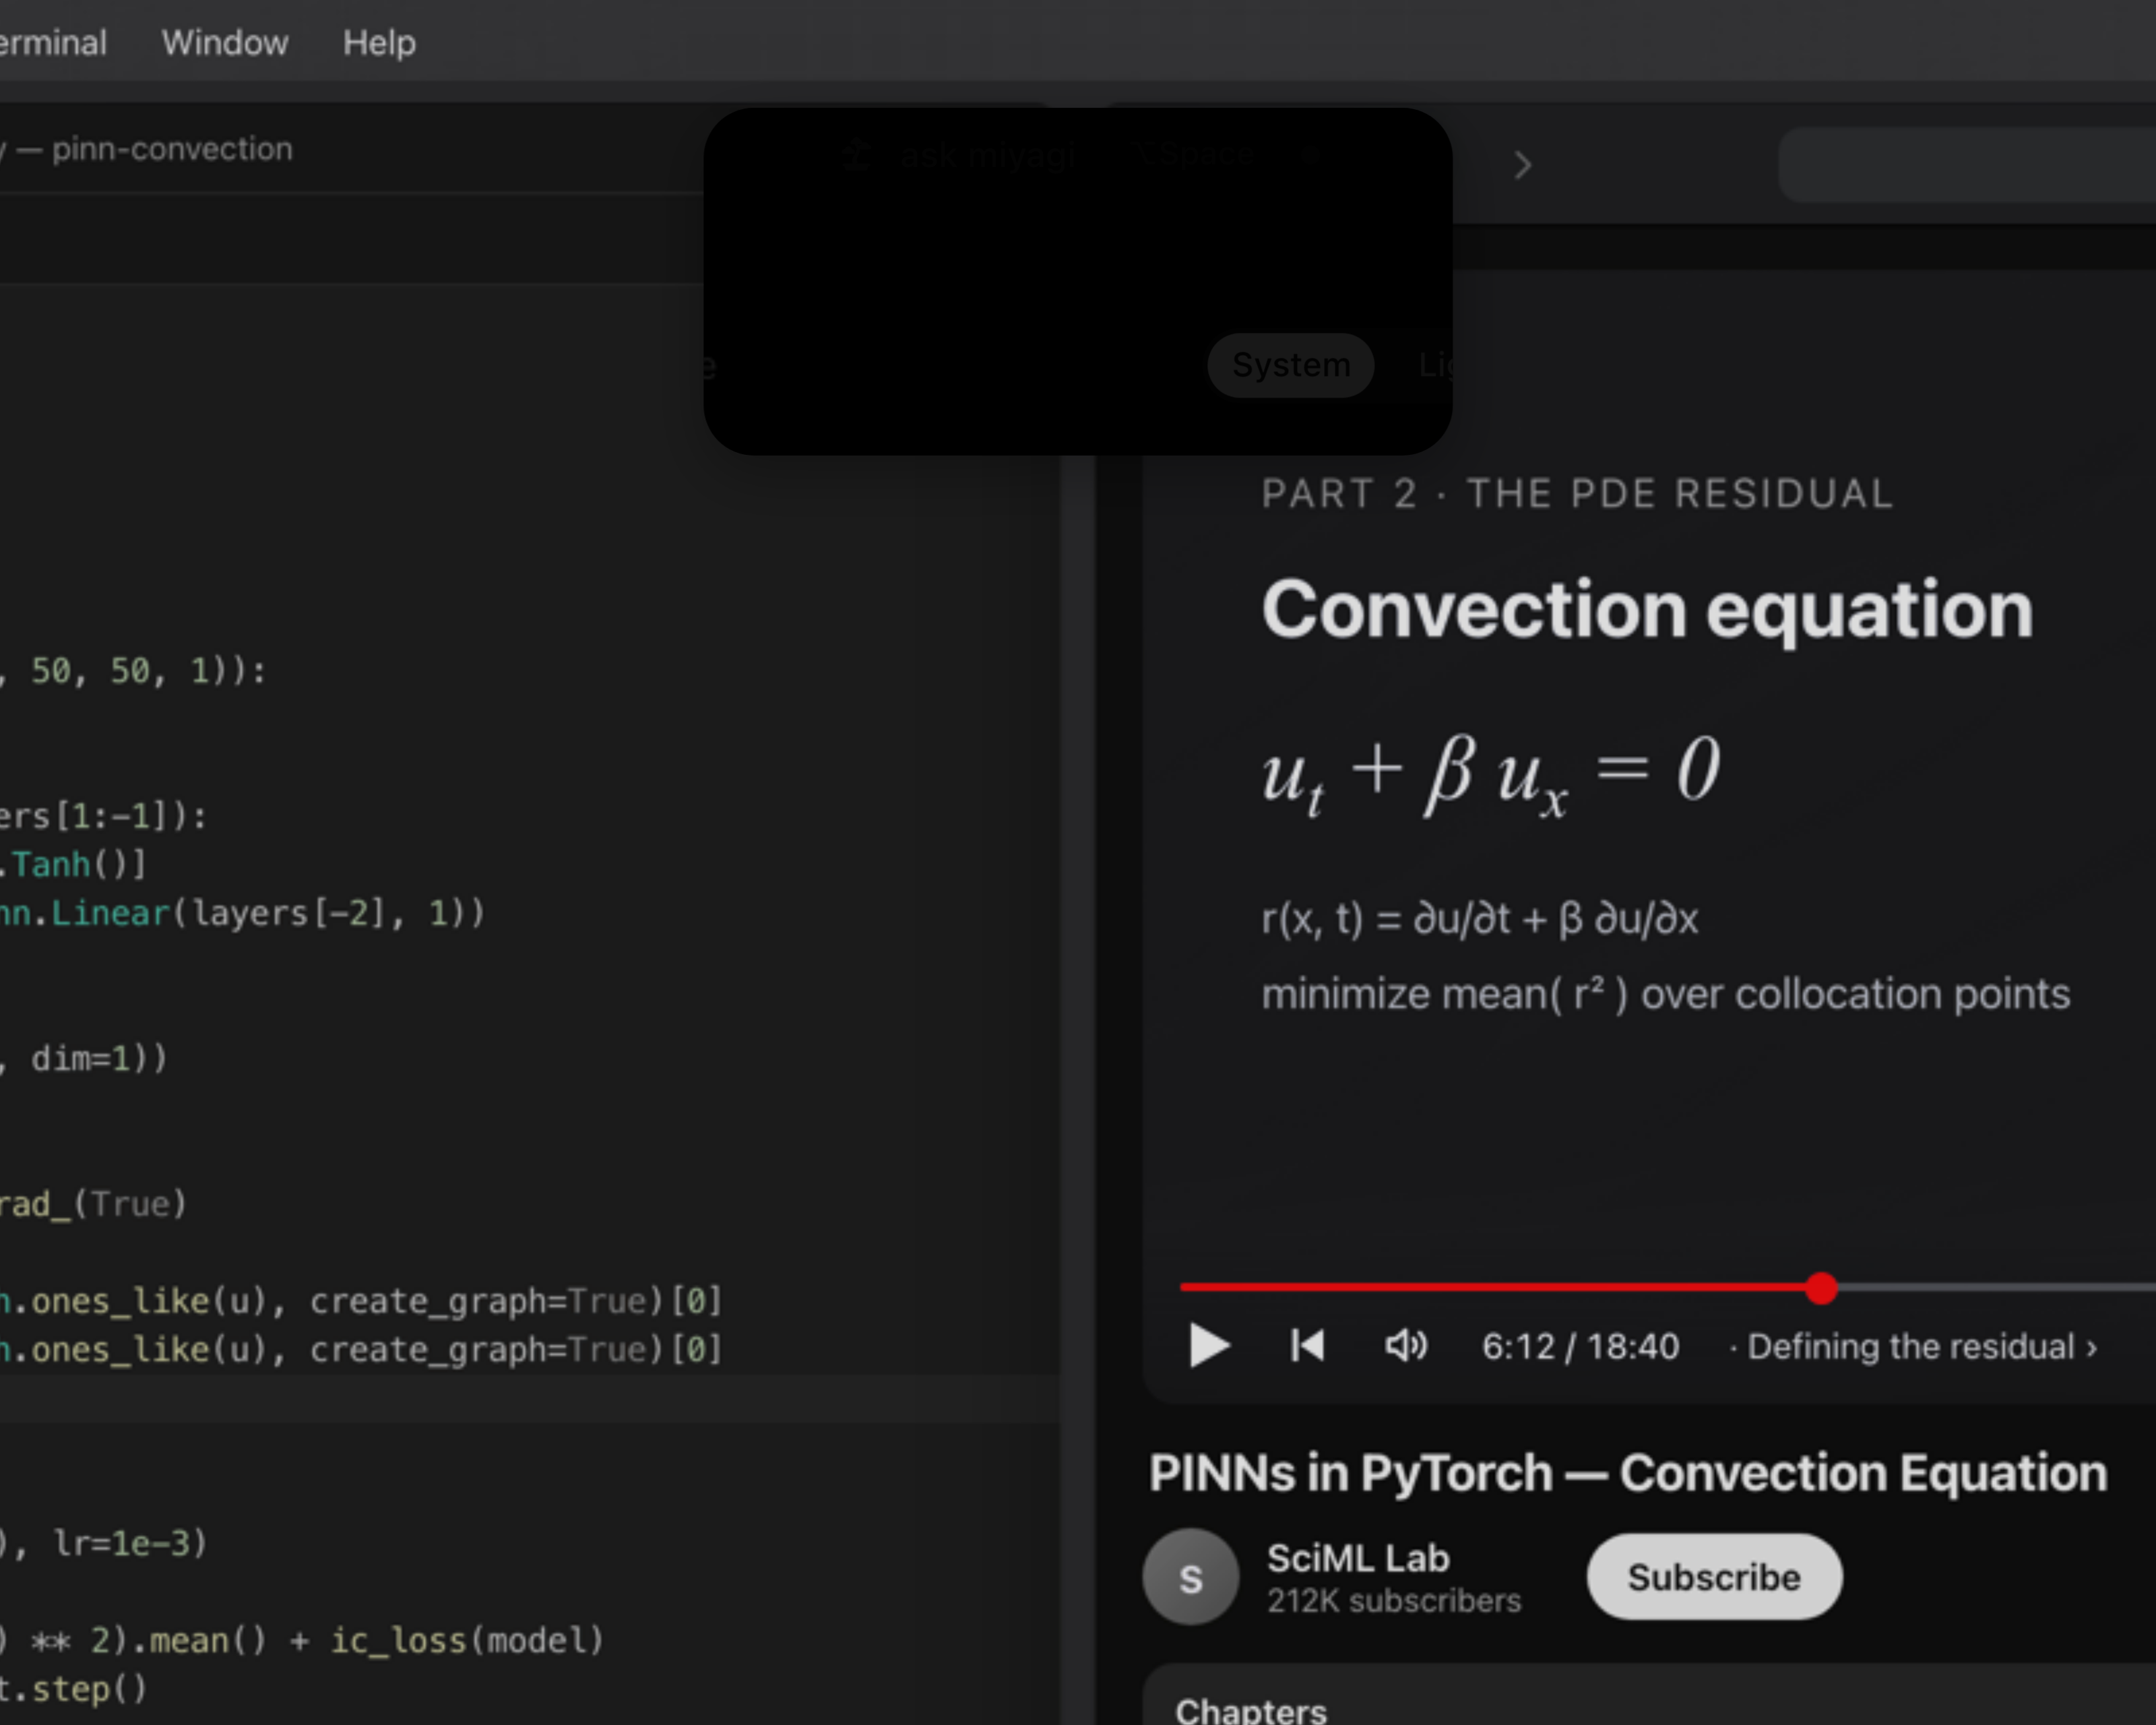 Window Help
— pinn-convection
ask miyagi ⌥Space
System
, 50, 50, 1)):
ers[1:-1]):
.Tanh()]
nn.Linear(layers[-2], 1))
, dim=1))
rad_(True)
n.ones_like(u), create_graph=True)[0]
n.ones_like(u), create_graph=True)[0]
), lr=1e-3)
) ** 2).mean() + ic_loss(model)
t.step()
PART 2 · THE PDE RESIDUAL
Convection equation
u_t + β u_x = 0
r(x, t) = ∂u/∂t + β ∂u/∂x
minimize mean( r² ) over collocation points
6:12 / 18:40 · Defining the residual ›
PINNs in PyTorch — Convection Equation
S
SciML Lab
212K subscribers
Subscribe
Chapters